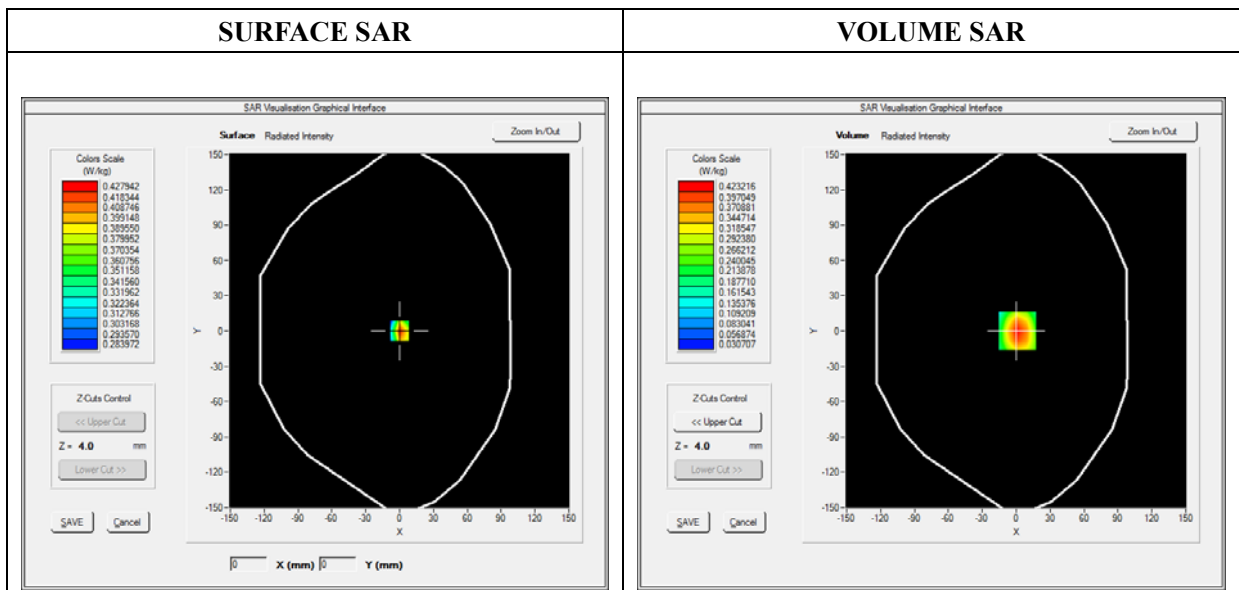 SURFACE SAR
VOLUME SAR
SAR Visualisation Graphical Interface
Surface Radiated Intensity
Zoom In/Out
Colors Scale
(W/kg)
0.427942
0.418344
0.408746
0.399148
0.389550
0.379952
0.370354
0.360756
0.351158
0.341560
0.331962
0.322364
0.312766
0.303168
0.293570
0.283972
Z-Cuts Control
<< Upper Cut
Z = 4.0 mm
Lower Cut >>
SAVE Cancel
150
120
90
60
30
0
-30
-60
-90
-120
-150
Y
-150 -120 -90 -60 -30 0 30 60 90 120 150
X
0 X (mm) 0 Y (mm)
SAR Visualisation Graphical Interface
Volume Radiated Intensity
Zoom In/Out
Colors Scale
(W/kg)
0.423216
0.397049
0.370881
0.344714
0.318547
0.292380
0.266212
0.240045
0.213878
0.187710
0.161543
0.135376
0.109209
0.083041
0.056874
0.030707
Z-Cuts Control
<< Upper Cut
Z = 4.0 mm
Lower Cut >>
SAVE Cancel
150
120
90
60
30
0
-30
-60
-90
-120
-150
Y
-150 -120 -90 -60 -30 0 30 60 90 120 150
X